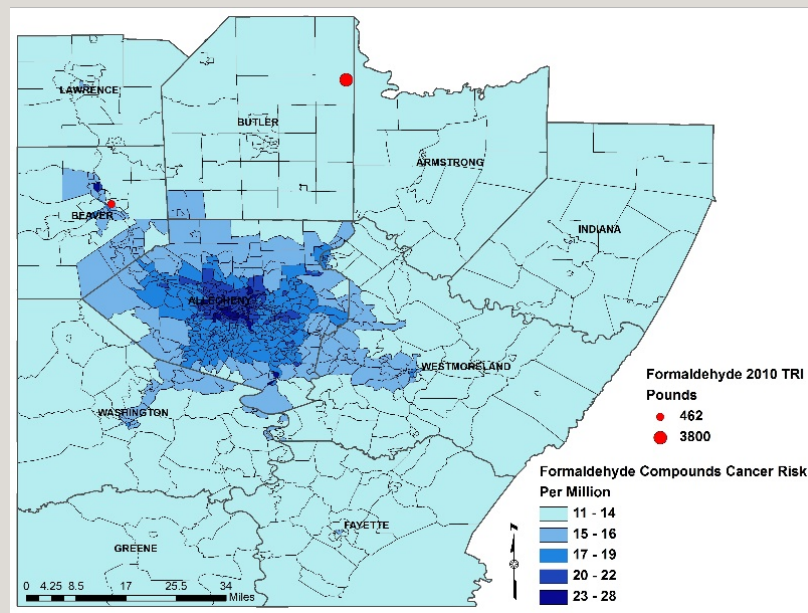 LAWRENCE
BUTLER
ARMSTRONG
BEAVER
INDIANA
ALLEGHENY
WESTMORELAND
WASHINGTON
FAYETTE
GREENE
0 4.25 8.5 17 25.5 34
Miles
Formaldehyde 2010 TRI
Pounds
462
3800
Formaldehyde Compounds Cancer Risk
Per Million
11 - 14
15 - 16
17 - 19
20 - 22
23 - 28